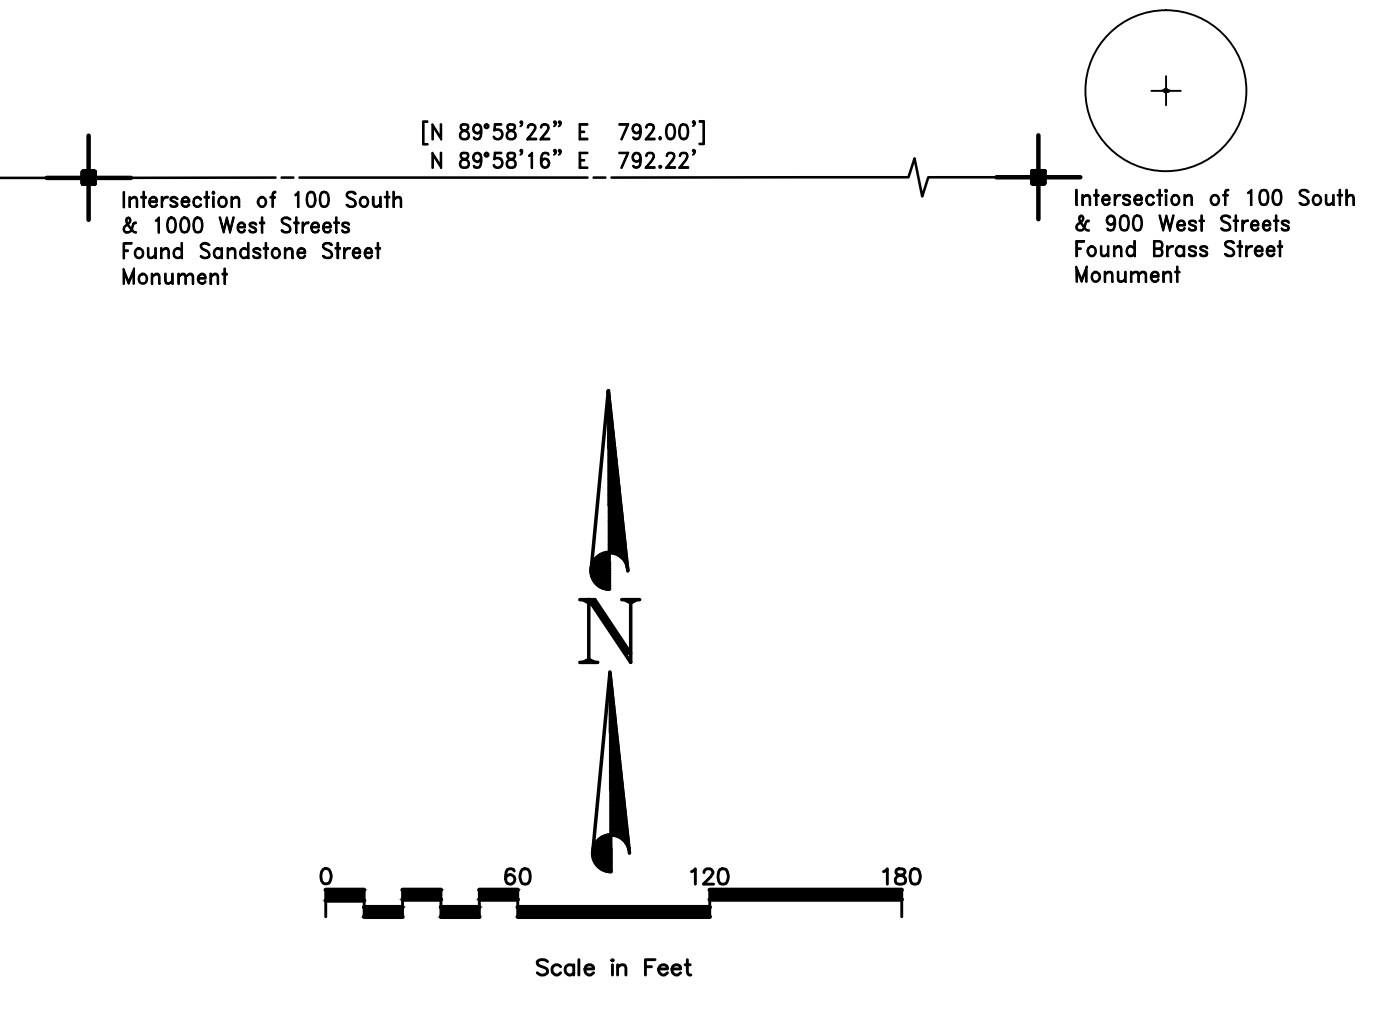 [N 89°58'22" E 792.00']
N 89°58'16" E 792.22'
Intersection of 100 South
& 1000 West Streets
Found Sandstone Street
Monument
Intersection of 100 South
& 900 West Streets
Found Brass Street
Monument
N
0 60 120 180
Scale in Feet